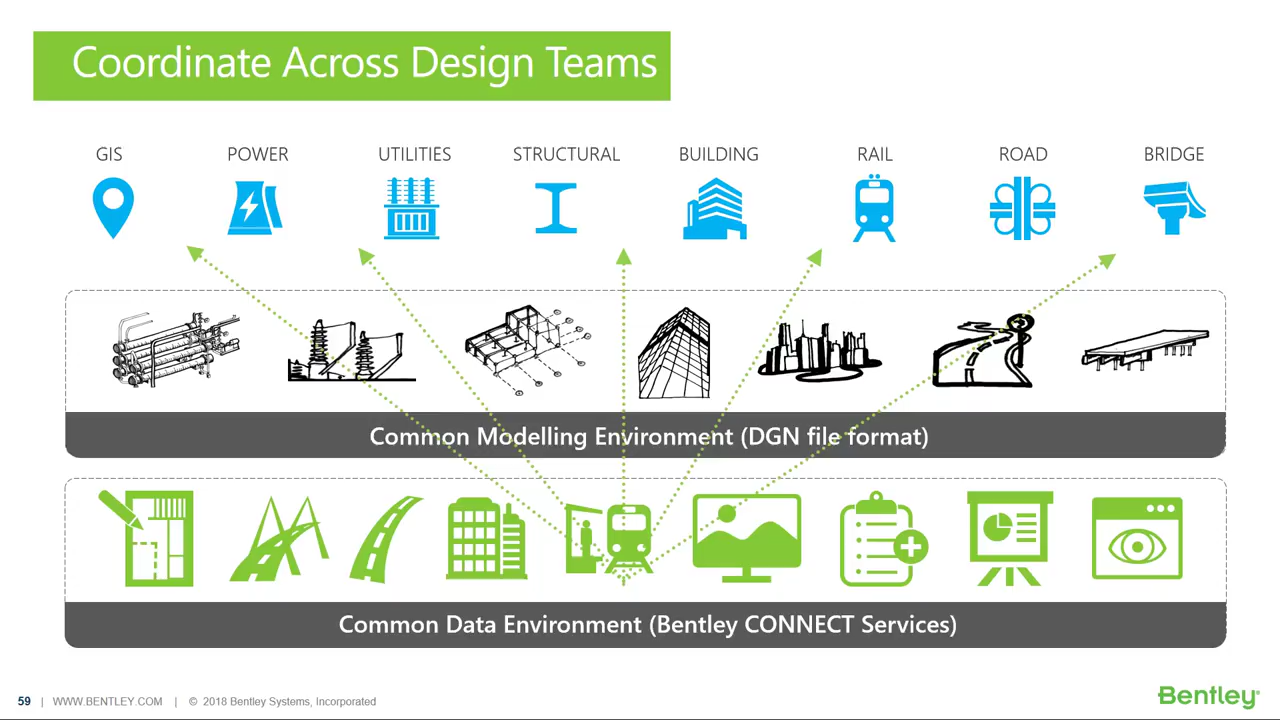 Coordinate Across Design Teams
GIS POWER UTILITIES STRUCTURAL BUILDING RAIL ROAD BRIDGE
Common Modelling Environment (DGN file format)
Common Data Environment (Bentley CONNECT Services)
59 | WWW.BENTLEY.COM | © 2018 Bentley Systems, Incorporated
Bentley®